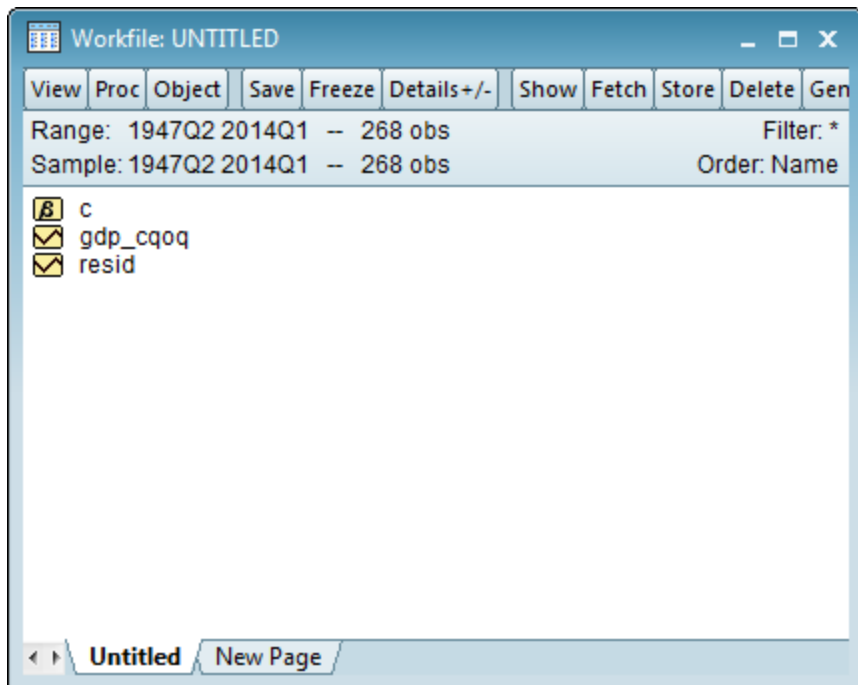 Workfile: UNTITLED
View Proc Object Save Freeze Details+/- Show Fetch Store Delete Gen
Range: 1947Q2 2014Q1 -- 268 obs Filter: *
Sample: 1947Q2 2014Q1 -- 268 obs Order: Name
β c
gdp_cqoq
resid
Untitled New Page